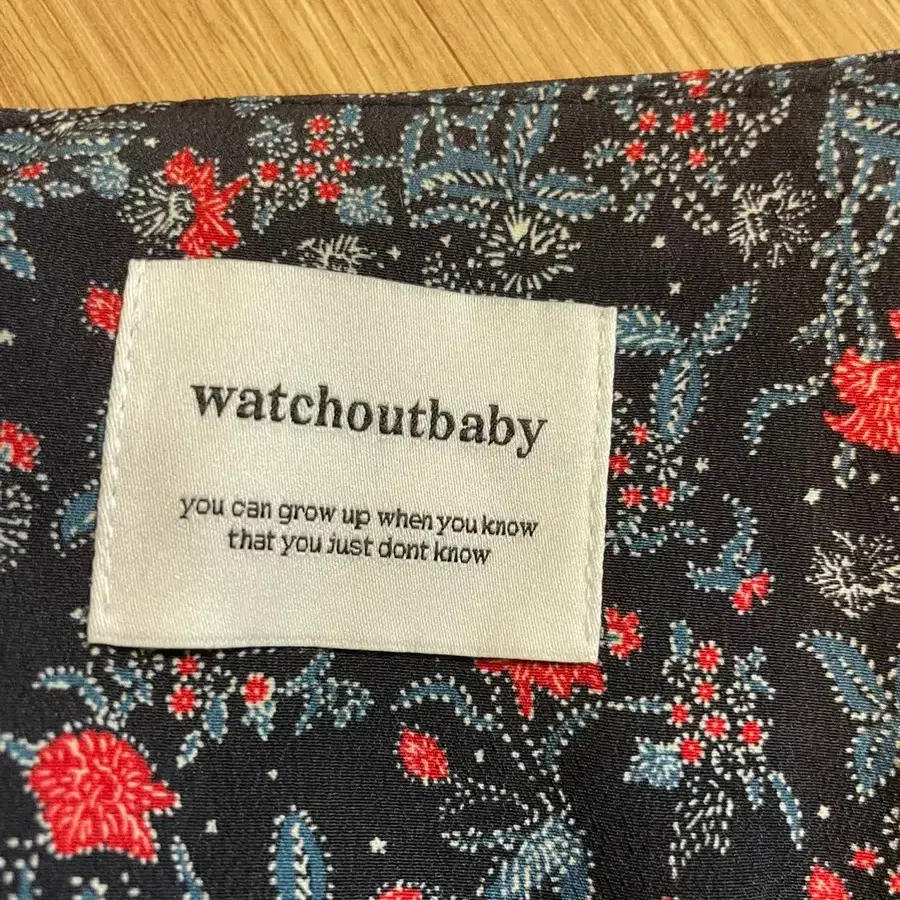 watchoutbaby
you can grow up when you know
that you just dont know